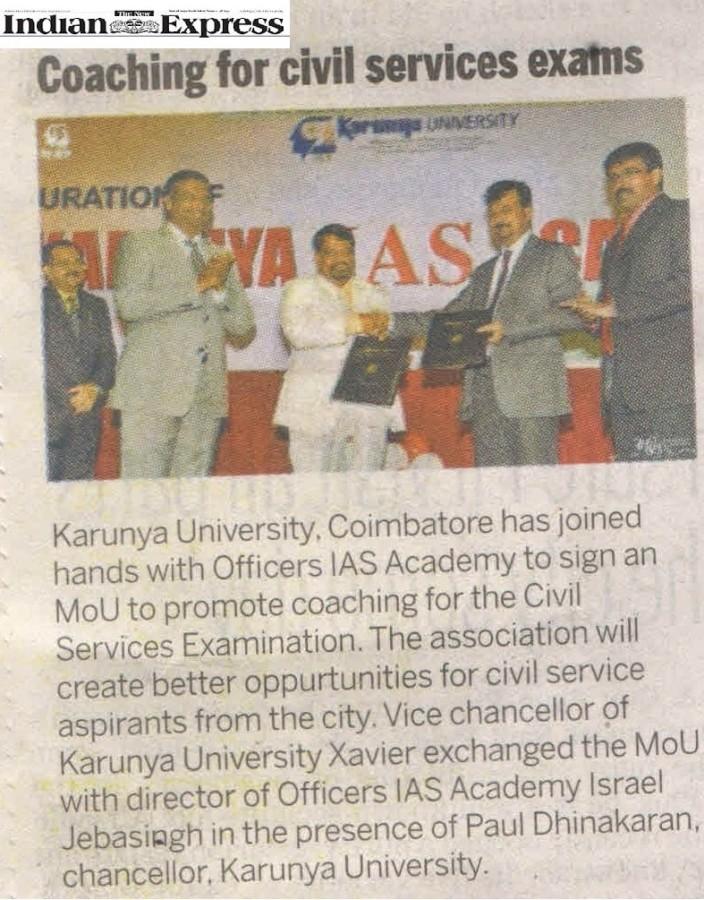 The New
Indian Express
Coaching for civil services exams
Karunya UNIVERSITY
URATION OF
IAS
Karunya University, Coimbatore has joined
hands with Officers IAS Academy to sign an
MoU to promote coaching for the Civil
Services Examination. The association will
create better oppurtunities for civil service
aspirants from the city. Vice chancellor of
Karunya University Xavier exchanged the MoU
with director of Officers IAS Academy Israel
Jebasingh in the presence of Paul Dhinakaran,
chancellor, Karunya University.